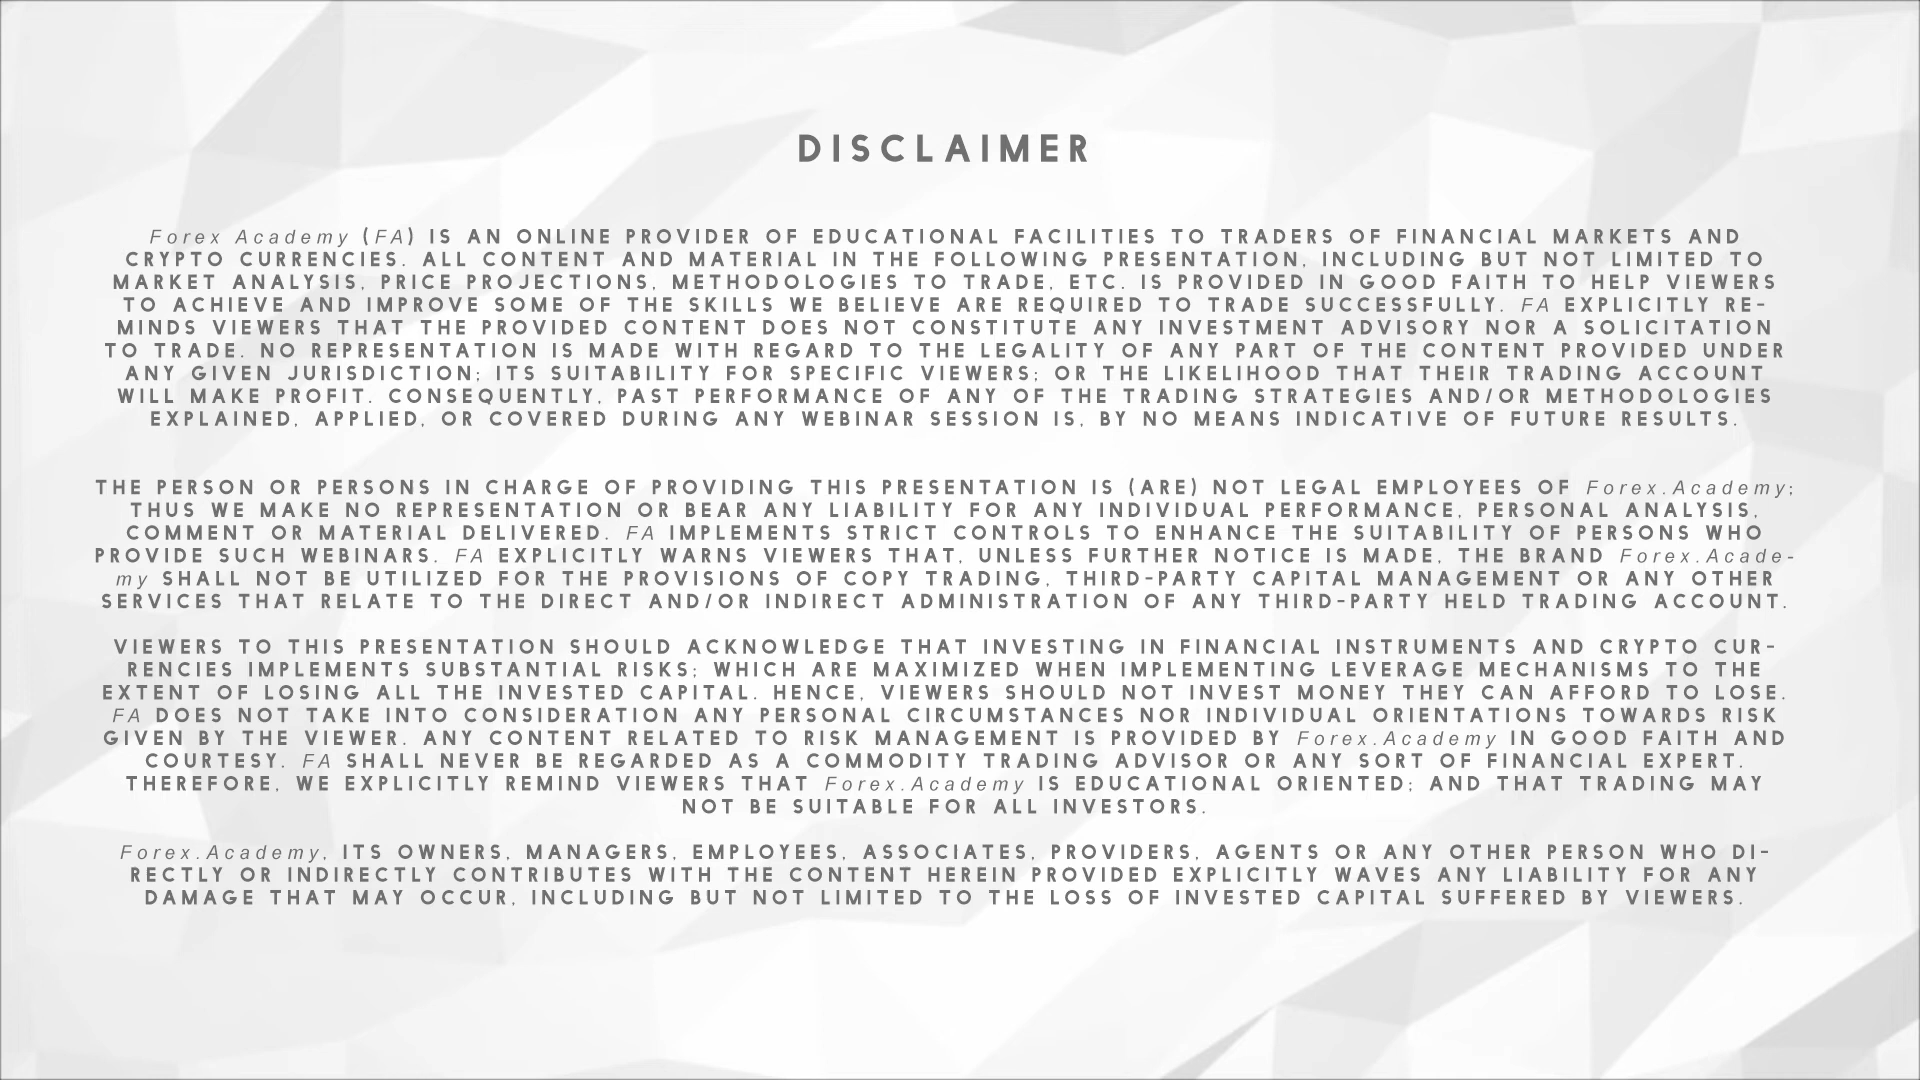 DISCLAIMER
Forex Academy (FA) IS AN ONLINE PROVIDER OF EDUCATIONAL FACILITIES TO TRADERS OF FINANCIAL MARKETS AND
CRYPTO CURRENCIES. ALL CONTENT AND MATERIAL IN THE FOLLOWING PRESENTATION, INCLUDING BUT NOT LIMITED TO
MARKET ANALYSIS, PRICE PROJECTIONS, METHODOLOGIES TO TRADE, ETC. IS PROVIDED IN GOOD FAITH TO HELP VIEWERS
TO ACHIEVE AND IMPROVE SOME OF THE SKILLS WE BELIEVE ARE REQUIRED TO TRADE SUCCESSFULLY. FA EXPLICITLY RE-
MINDS VIEWERS THAT THE PROVIDED CONTENT DOES NOT CONSTITUTE ANY INVESTMENT ADVISORY NOR A SOLICITATION
TO TRADE. NO REPRESENTATION IS MADE WITH REGARD TO THE LEGALITY OF ANY PART OF THE CONTENT PROVIDED UNDER
ANY GIVEN JURISDICTION; ITS SUITABILITY FOR SPECIFIC VIEWERS; OR THE LIKELIHOOD THAT THEIR TRADING ACCOUNT
WILL MAKE PROFIT. CONSEQUENTLY, PAST PERFORMANCE OF ANY OF THE TRADING STRATEGIES AND/OR METHODOLOGIES
EXPLAINED, APPLIED, OR COVERED DURING ANY WEBINAR SESSION IS, BY NO MEANS INDICATIVE OF FUTURE RESULTS.
THE PERSON OR PERSONS IN CHARGE OF PROVIDING THIS PRESENTATION IS (ARE) NOT LEGAL EMPLOYEES OF Forex.Academy;
THUS WE MAKE NO REPRESENTATION OR BEAR ANY LIABILITY FOR ANY INDIVIDUAL PERFORMANCE, PERSONAL ANALYSIS,
COMMENT OR MATERIAL DELIVERED. FA IMPLEMENTS STRICT CONTROLS TO ENHANCE THE SUITABILITY OF PERSONS WHO
PROVIDE SUCH WEBINARS. FA EXPLICITLY WARNS VIEWERS THAT, UNLESS FURTHER NOTICE IS MADE, THE BRAND Forex.Acade-
my SHALL NOT BE UTILIZED FOR THE PROVISIONS OF COPY TRADING, THIRD-PARTY CAPITAL MANAGEMENT OR ANY OTHER
SERVICES THAT RELATE TO THE DIRECT AND/OR INDIRECT ADMINISTRATION OF ANY THIRD-PARTY HELD TRADING ACCOUNT.
VIEWERS TO THIS PRESENTATION SHOULD ACKNOWLEDGE THAT INVESTING IN FINANCIAL INSTRUMENTS AND CRYPTO CUR-
RENCIES IMPLEMENTS SUBSTANTIAL RISKS; WHICH ARE MAXIMIZED WHEN IMPLEMENTING LEVERAGE MECHANISMS TO THE
EXTENT OF LOSING ALL THE INVESTED CAPITAL. HENCE, VIEWERS SHOULD NOT INVEST MONEY THEY CAN AFFORD TO LOSE.
FA DOES NOT TAKE INTO CONSIDERATION ANY PERSONAL CIRCUMSTANCES NOR INDIVIDUAL ORIENTATIONS TOWARDS RISK
GIVEN BY THE VIEWER. ANY CONTENT RELATED TO RISK MANAGEMENT IS PROVIDED BY Forex.Academy IN GOOD FAITH AND
COURTESY. FA SHALL NEVER BE REGARDED AS A COMMODITY TRADING ADVISOR OR ANY SORT OF FINANCIAL EXPERT.
THEREFORE, WE EXPLICITLY REMIND VIEWERS THAT Forex.Academy IS EDUCATIONAL ORIENTED; AND THAT TRADING MAY
NOT BE SUITABLE FOR ALL INVESTORS.
Forex.Academy, ITS OWNERS, MANAGERS, EMPLOYEES, ASSOCIATES, PROVIDERS, AGENTS OR ANY OTHER PERSON WHO DI-
RECTLY OR INDIRECTLY CONTRIBUTES WITH THE CONTENT HEREIN PROVIDED EXPLICITLY WAVES ANY LIABILITY FOR ANY
DAMAGE THAT MAY OCCUR, INCLUDING BUT NOT LIMITED TO THE LOSS OF INVESTED CAPITAL SUFFERED BY VIEWERS.